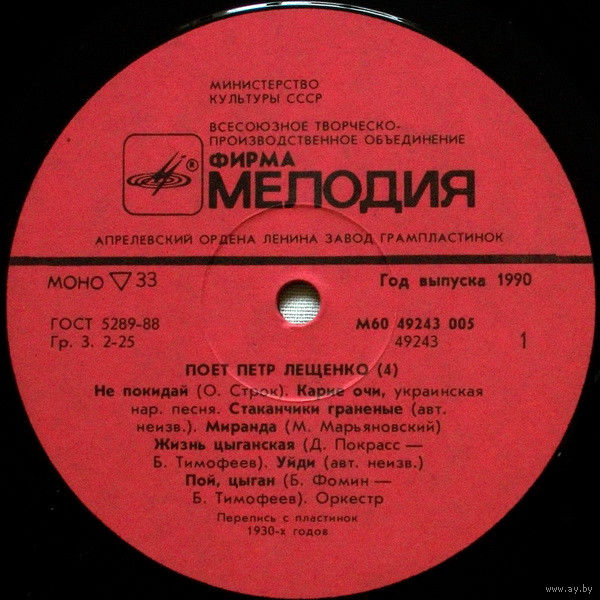 МИНИСТЕРСТВО
КУЛЬТУРЫ СССР
ВСЕСОЮЗНОЕ ТВОРЧЕСКО-
ПРОИЗВОДСТВЕННОЕ ОБЪЕДИНЕНИЕ
ФИРМА
® МЕЛОДИЯ
АПРЕЛЕВСКИЙ ОРДЕНА ЛЕНИНА ЗАВОД ГРАМПЛАСТИНОК
МОНО ▽ 33 Год выпуска 1990
ГОСТ 5289-88 М60 49243 005
Гр. 3. 2-25 49243 1
ПОЕТ ПЕТР ЛЕЩЕНКО (4)
Не покидай (О. Строк). Карие очи, украинская
нар. песня. Стаканчики граненые (авт.
неизв.). Миранда (М. Марьяновский)
Жизнь цыганская (Д. Покрасс —
Б. Тимофеев). Уйди (авт. неизв.)
Пой, цыган (Б. Фомин —
Б. Тимофеев). Оркестр
Перепись с пластинок
1930-х годов
www.ay.by